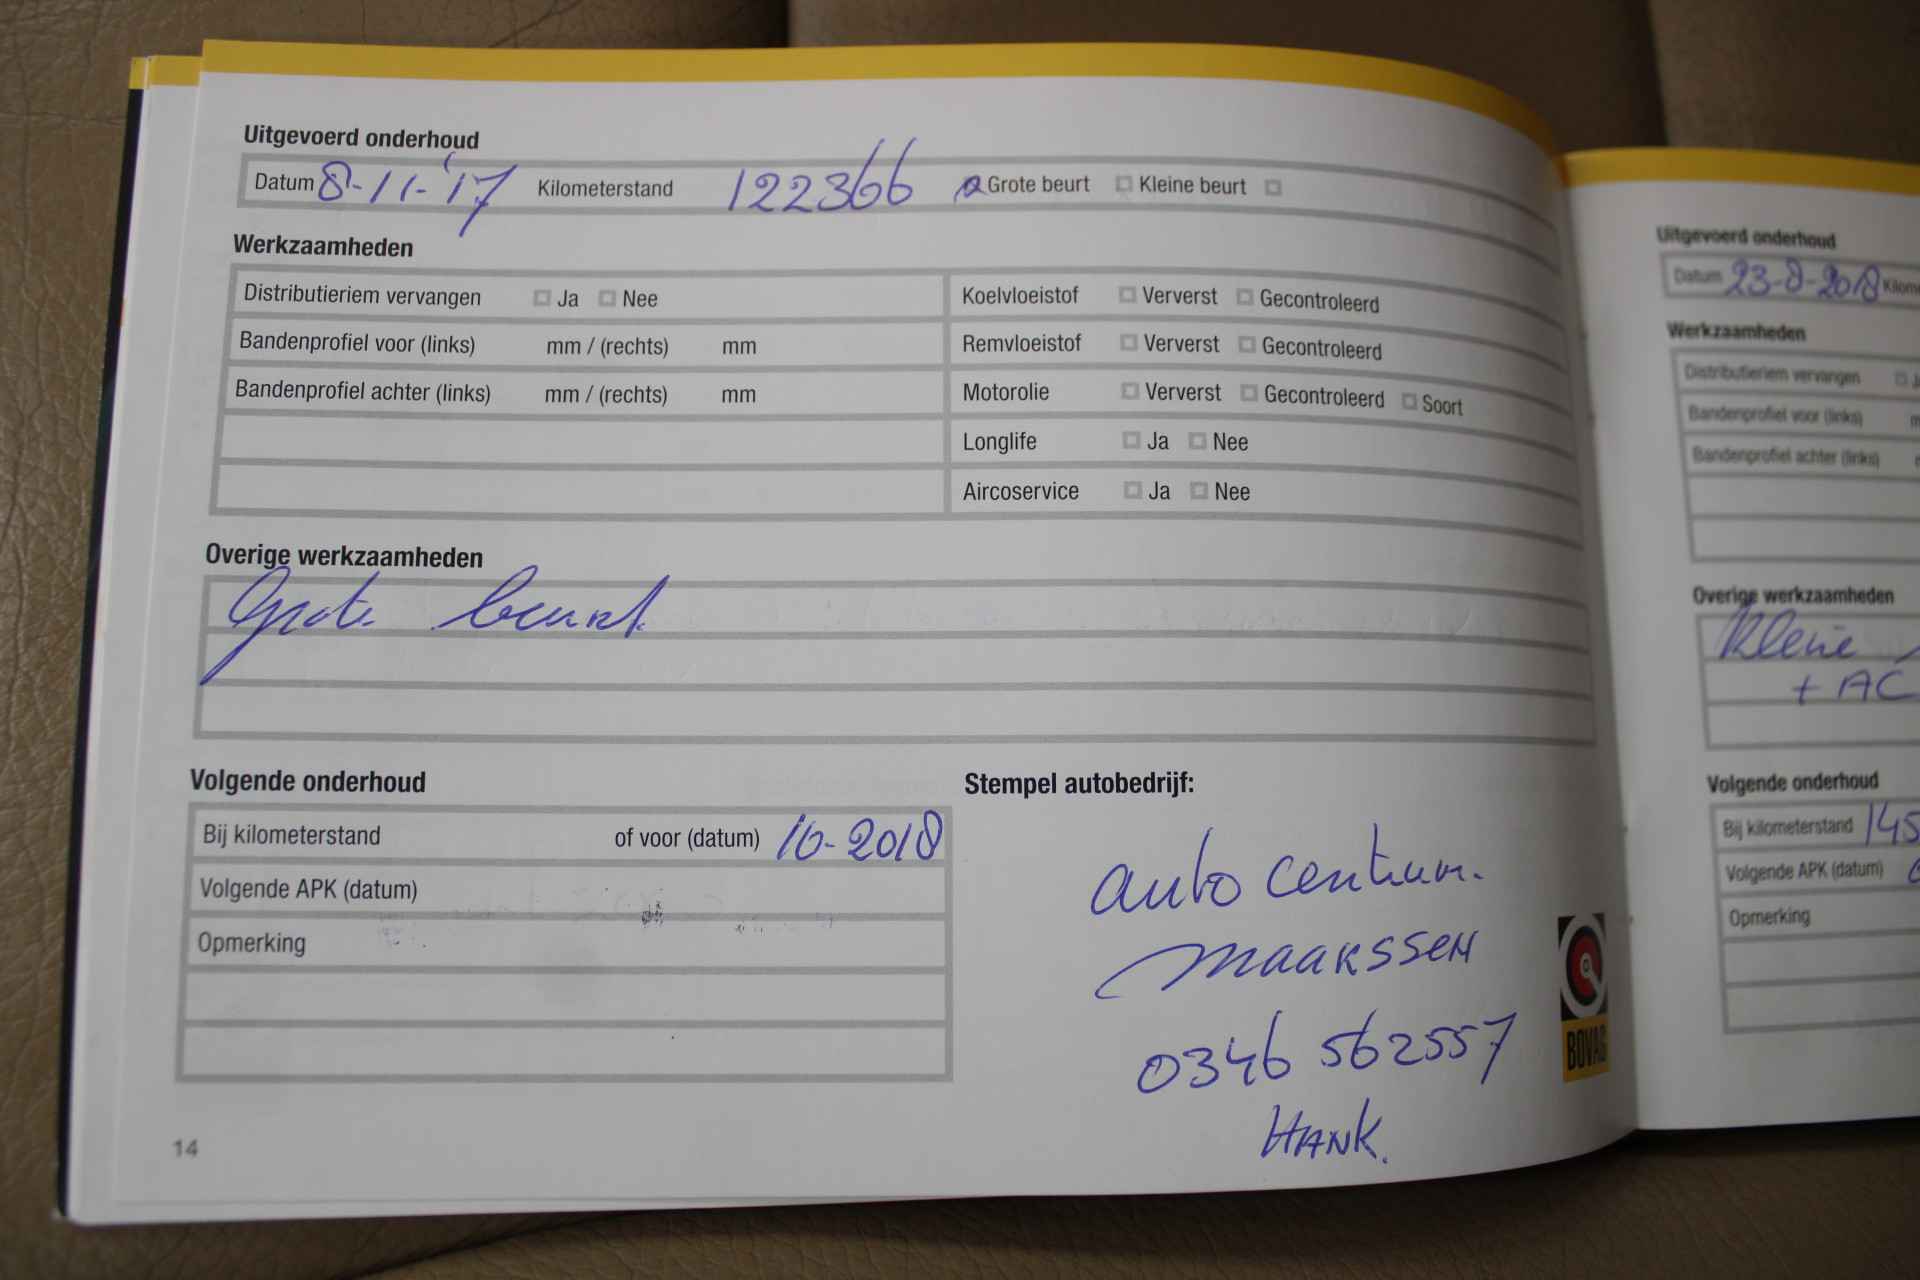 Uitgevoerd onderhoud
Datum 8-11-'17 Kilometerstand 122366 Grote beurt Kleine beurt
Werkzaamheden
Distributieriem vervangen Ja Nee
Bandenprofiel voor (links) mm / (rechts) mm
Bandenprofiel achter (links) mm / (rechts) mm
Koelvloeistof Ververst Gecontroleerd
Remvloeistof Ververst Gecontroleerd
Motorolie Ververst Gecontroleerd Soort
Longlife Ja Nee
Aircoservice Ja Nee
Overige werkzaamheden
Grote beurt
Volgende onderhoud
Bij kilometerstand of voor (datum) 10-2018
Volgende APK (datum)
Opmerking
Stempel autobedrijf:
auto centrum.
MAARSSEN
0346 562557
HANK.
BOVAG
14
Uitgevoerd onderhoud
Datum 23-8-2018
Werkzaamheden
Distributieriem vervangen
Bandenprofiel voor (links)
Bandenprofiel achter (links)
Overige werkzaamheden
Kleine
+ AC
Volgende onderhoud
Bij kilometerstand 145
Volgende APK (datum)
Opmerking